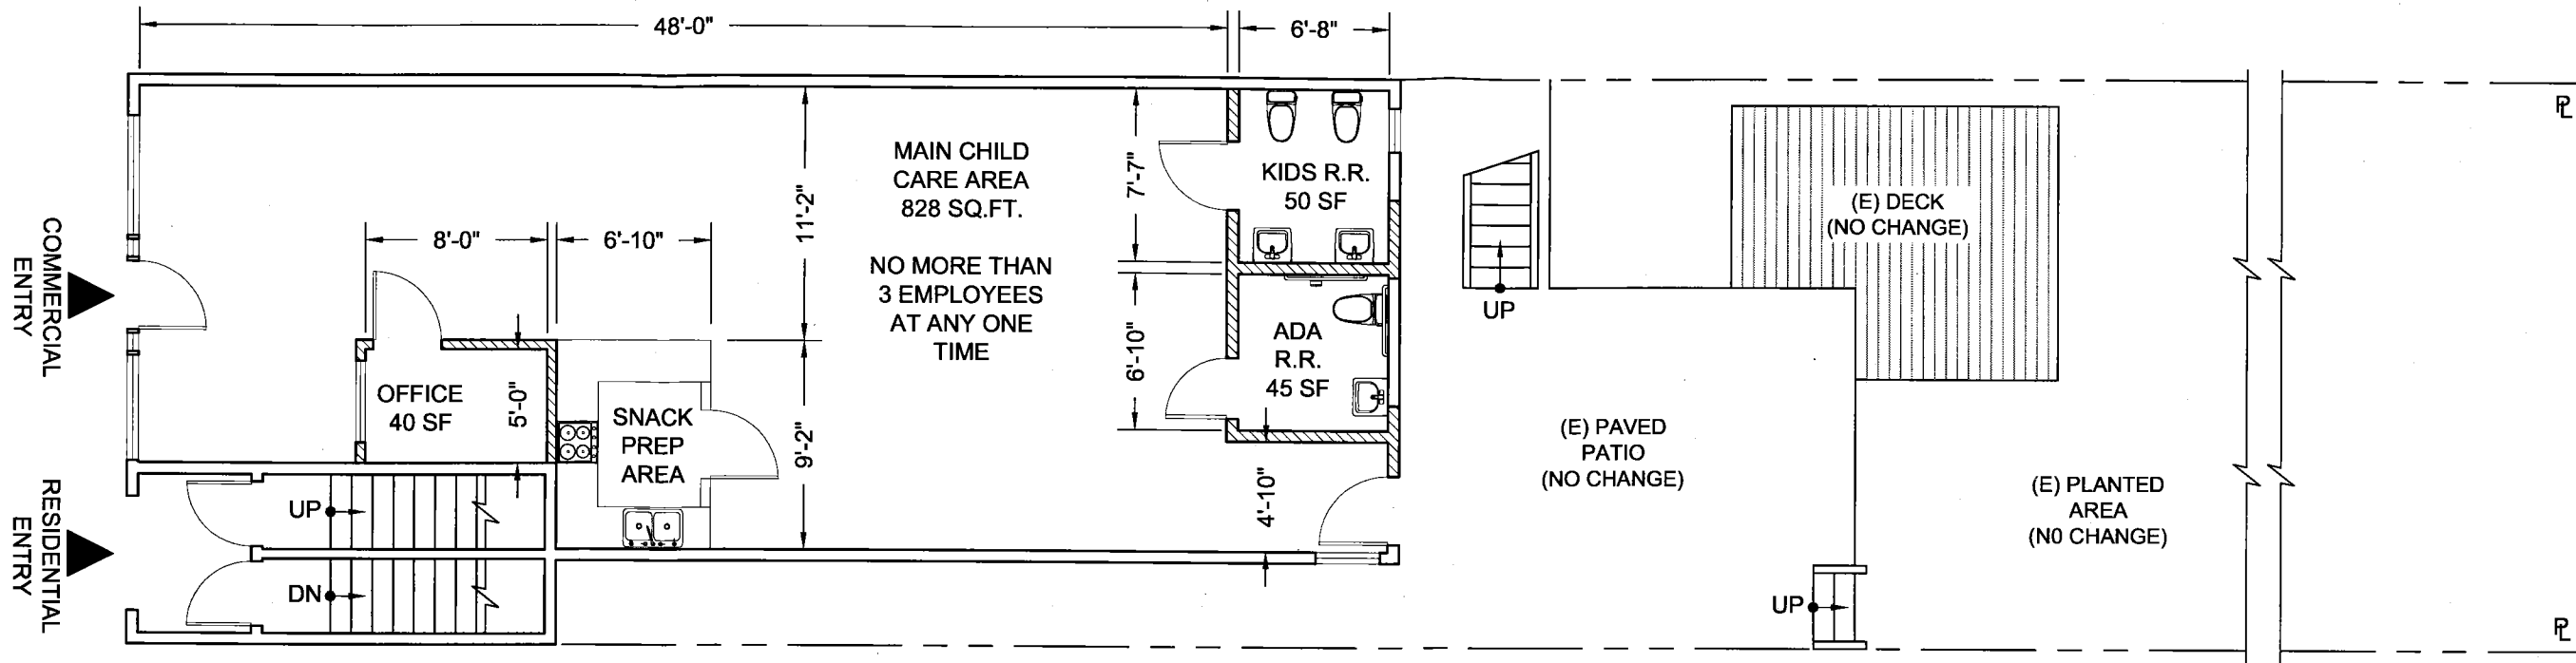 48'-0"
6'-8"
PL
MAIN CHILD
CARE AREA
828 SQ.FT.
NO MORE THAN
3 EMPLOYEES
AT ANY ONE
TIME
11'-2"
7'-7"
KIDS R.R.
50 SF
(E) DECK
(NO CHANGE)
8'-0"
6'-10"
COMMERCIAL
ENTRY
UP
ADA
R.R.
45 SF
6'-10"
OFFICE
40 SF
5'-0"
SNACK
PREP
AREA
9'-2"
(E) PAVED
PATIO
(NO CHANGE)
4'-10"
(E) PLANTED
AREA
(N0 CHANGE)
RESIDENTIAL
ENTRY
UP
DN
UP
PL